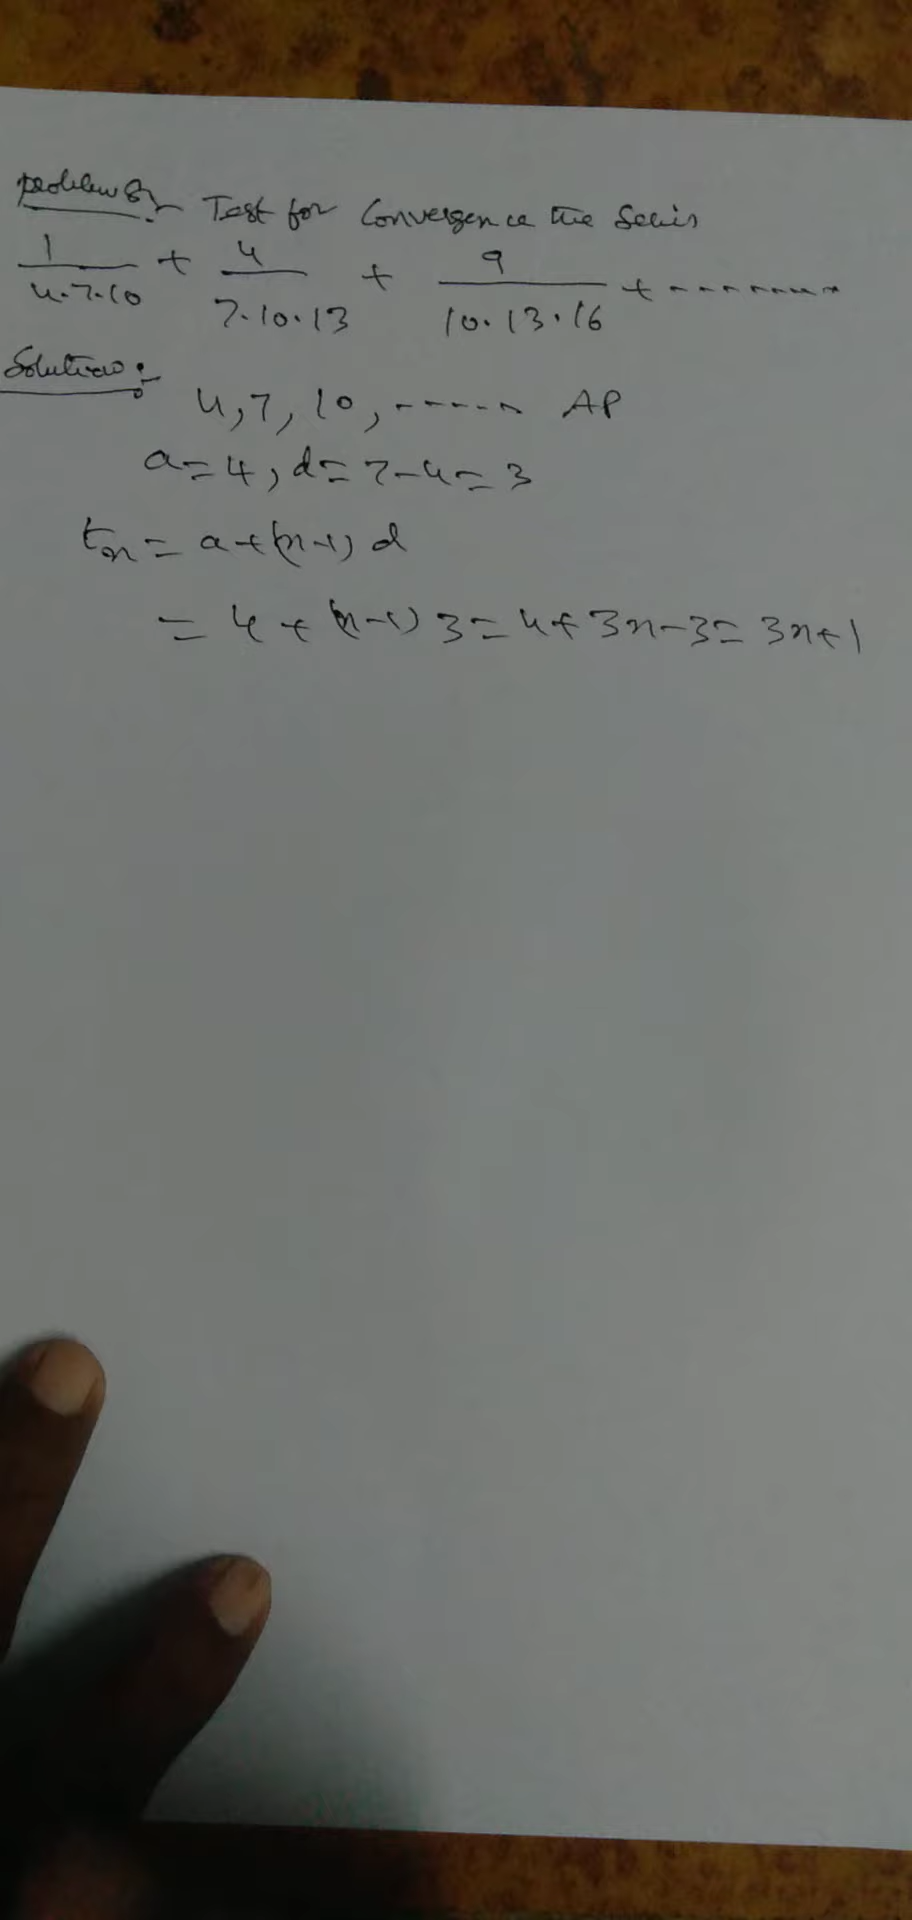 Problem 8:- Test for Convergence the Series
1/4.7.10 + 4/7.10.13 + 9/10.13.16 + --------
Solution:-
4, 7, 10, ----- AP
a = 4, d = 7-4 = 3
tn = a+(n-1) d
= 4 + (n-1) 3 = 4+3n-3 = 3n+1